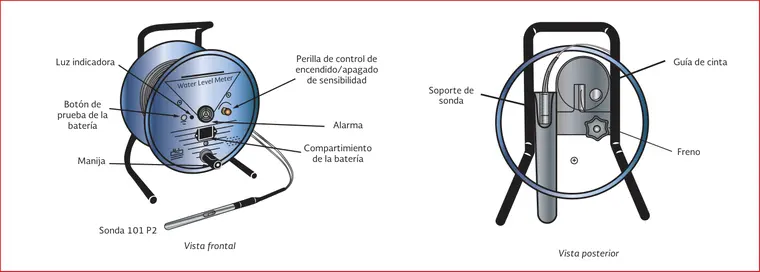 Luz indicadora
Perilla de control de
encendido/apagado
de sensibilidad
Water Level Meter
Botón de
prueba de la
batería
Alarma
Compartimiento
de la batería
Manija
Sonda 101 P2
Vista frontal
Guía de cinta
Soporte de
sonda
Freno
Vista posterior